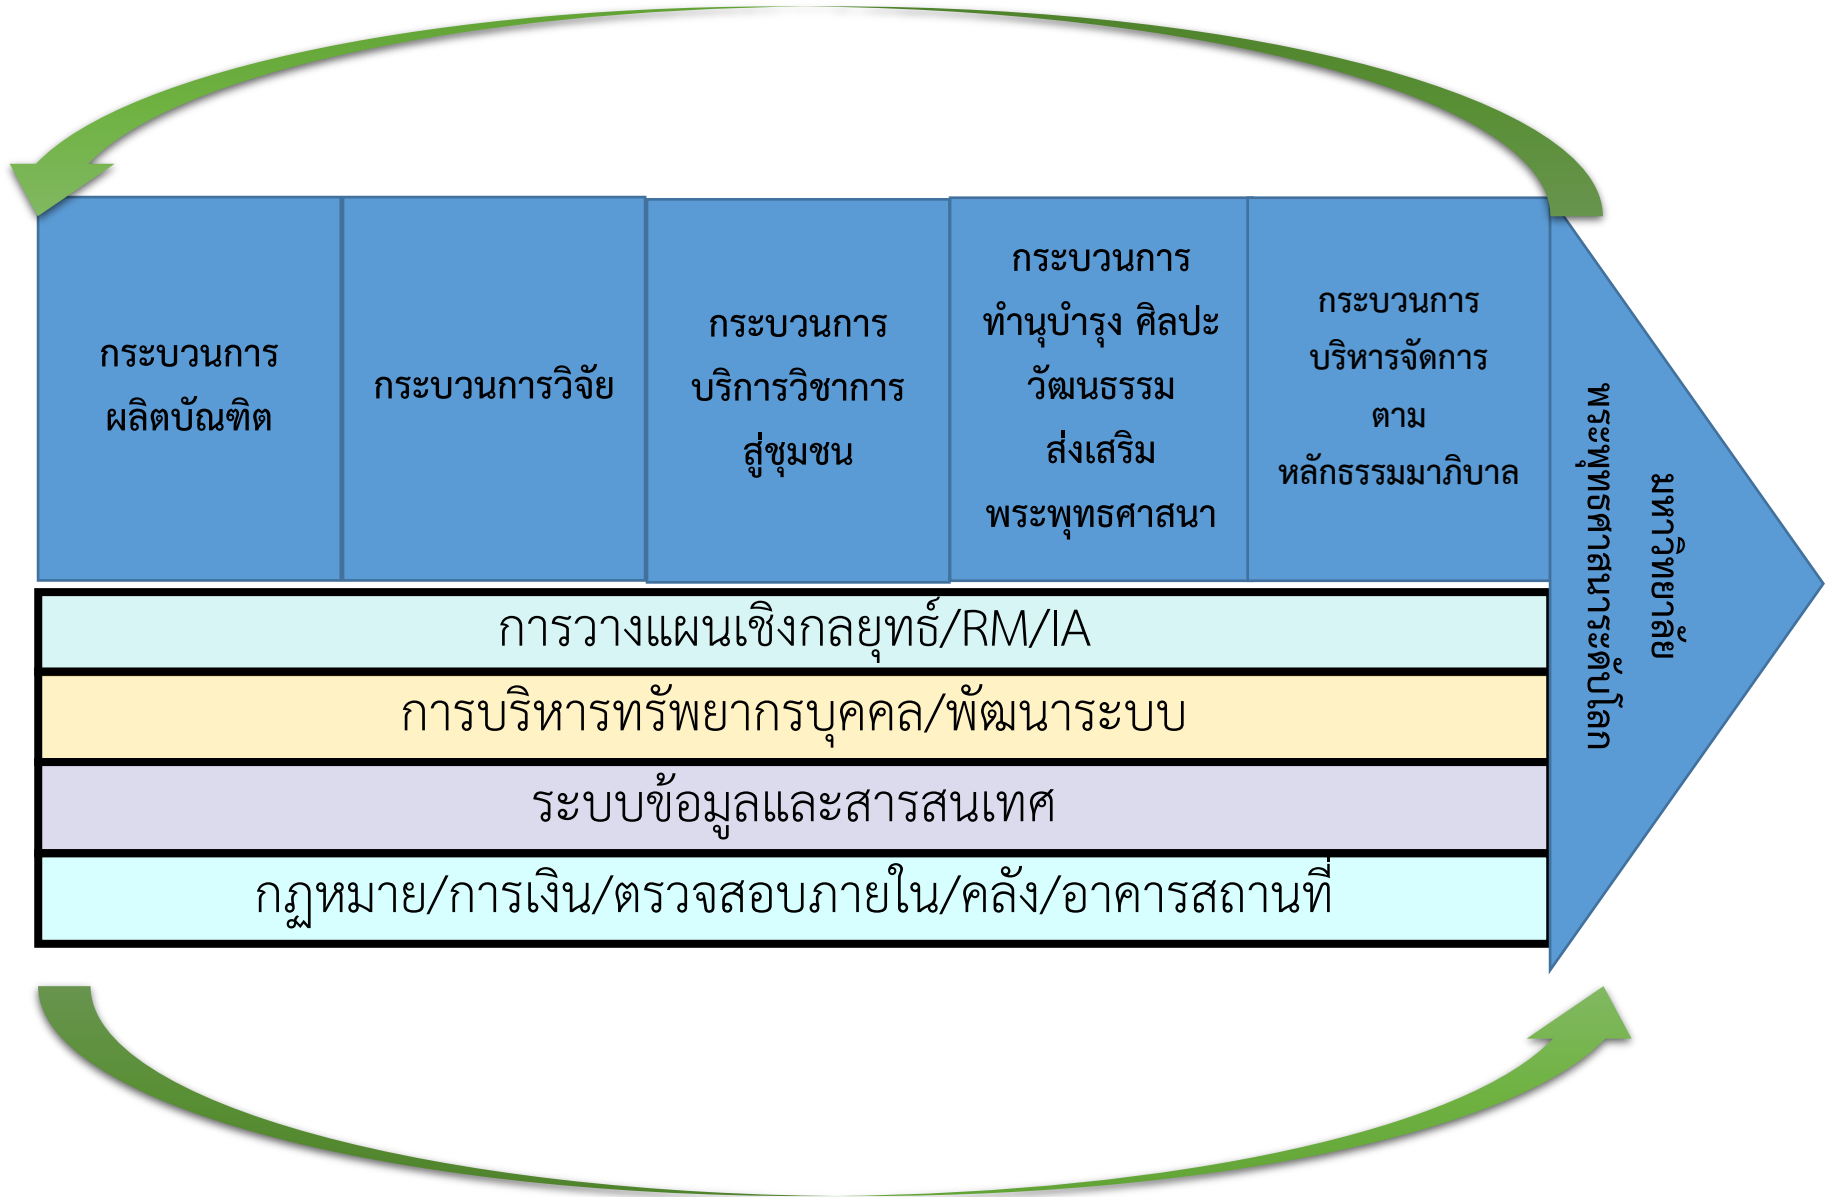 กระบวนการ
ผลิตบัณฑิต
กระบวนการวิจัย
กระบวนการ
บริการวิชาการ
สู่ชุมชน
กระบวนการ
ทำนุบำรุง ศิลปะ
วัฒนธรรม
ส่งเสริม
พระพุทธศาสนา
กระบวนการ
บริหารจัดการ
ตาม
หลักธรรมมาภิบาล
มหาวิทยาลัย
พระพุทธศาสนาระดับโลก
การวางแผนเชิงกลยุทธ์/RM/IA
การบริหารทรัพยากรบุคคล/พัฒนาระบบ
ระบบข้อมูลและสารสนเทศ
กฏหมาย/การเงิน/ตรวจสอบภายใน/คลัง/อาคารสถานที่